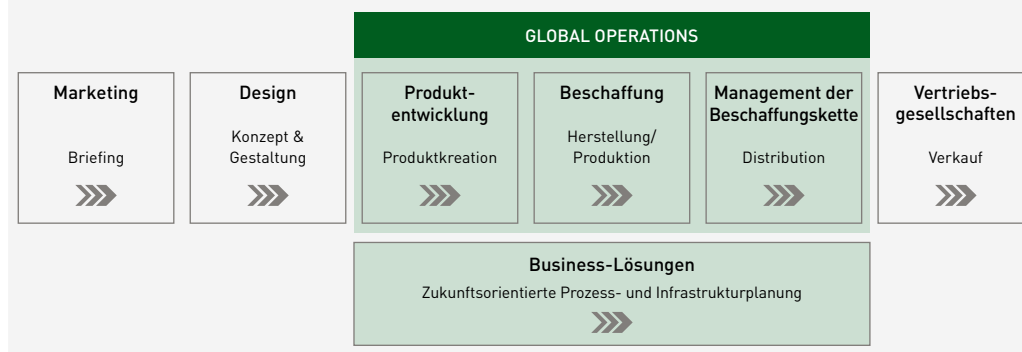 GLOBAL OPERATIONS
Marketing
Briefing
Design
Konzept &
Gestaltung
Produkt-
entwicklung
Produktkreation
Beschaffung
Herstellung/
Produktion
Management der
Beschaffungskette
Distribution
Vertriebs-
gesellschaften
Verkauf
Business-Lösungen
Zukunftsorientierte Prozess- und Infrastrukturplanung